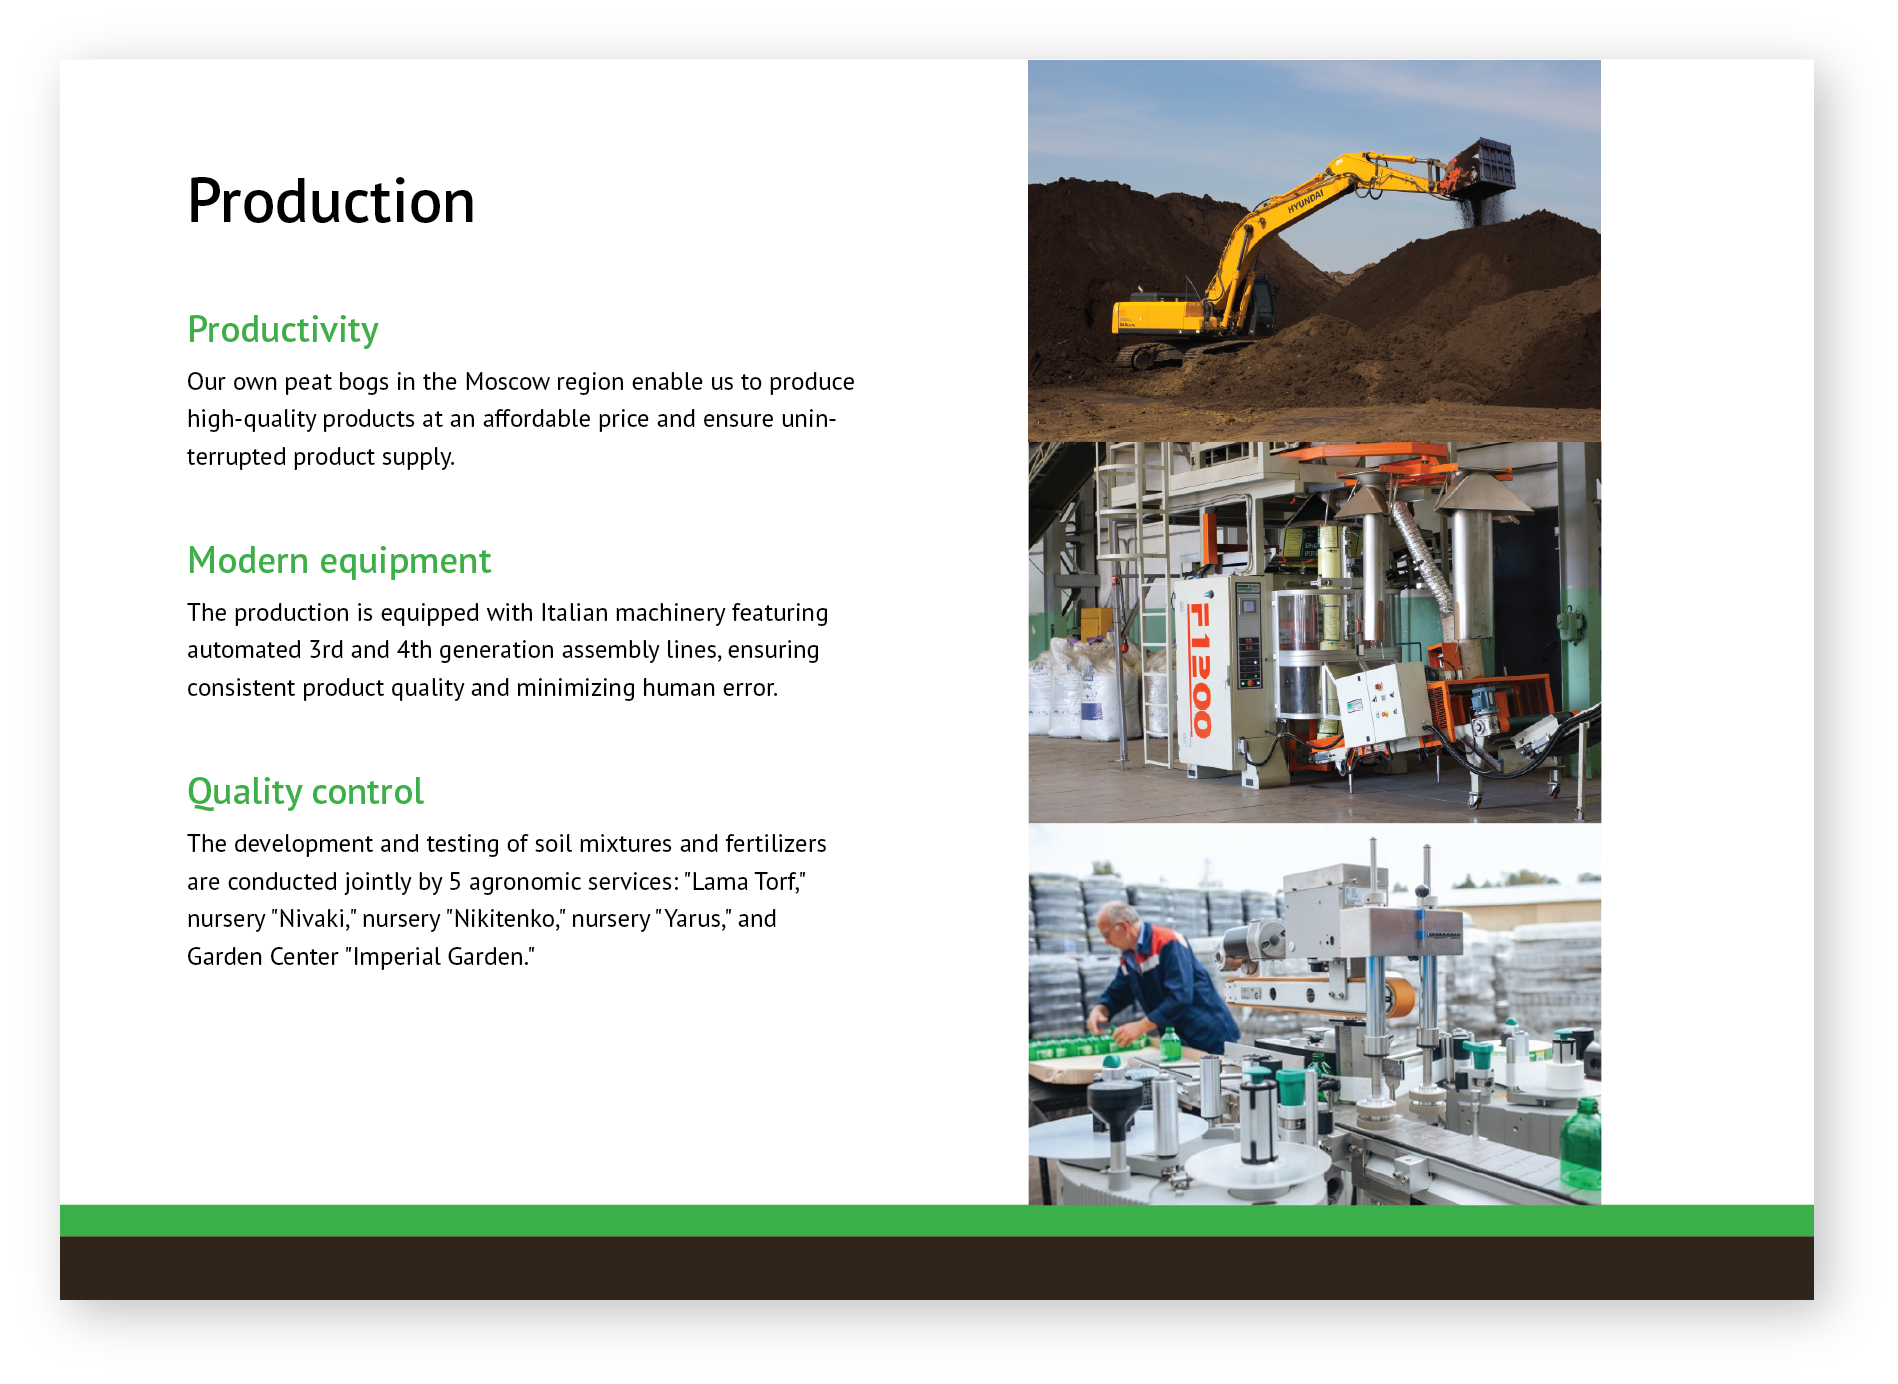 Production
Productivity
Our own peat bogs in the Moscow region enable us to produce
high-quality products at an affordable price and ensure unin-
terrupted product supply.
Modern equipment
The production is equipped with Italian machinery featuring
automated 3rd and 4th generation assembly lines, ensuring
consistent product quality and minimizing human error.
Quality control
The development and testing of soil mixtures and fertilizers
are conducted jointly by 5 agronomic services: "Lama Torf,"
nursery "Nivaki," nursery "Nikitenko," nursery "Yarus," and
Garden Center "Imperial Garden."
HYUNDAI
F1200